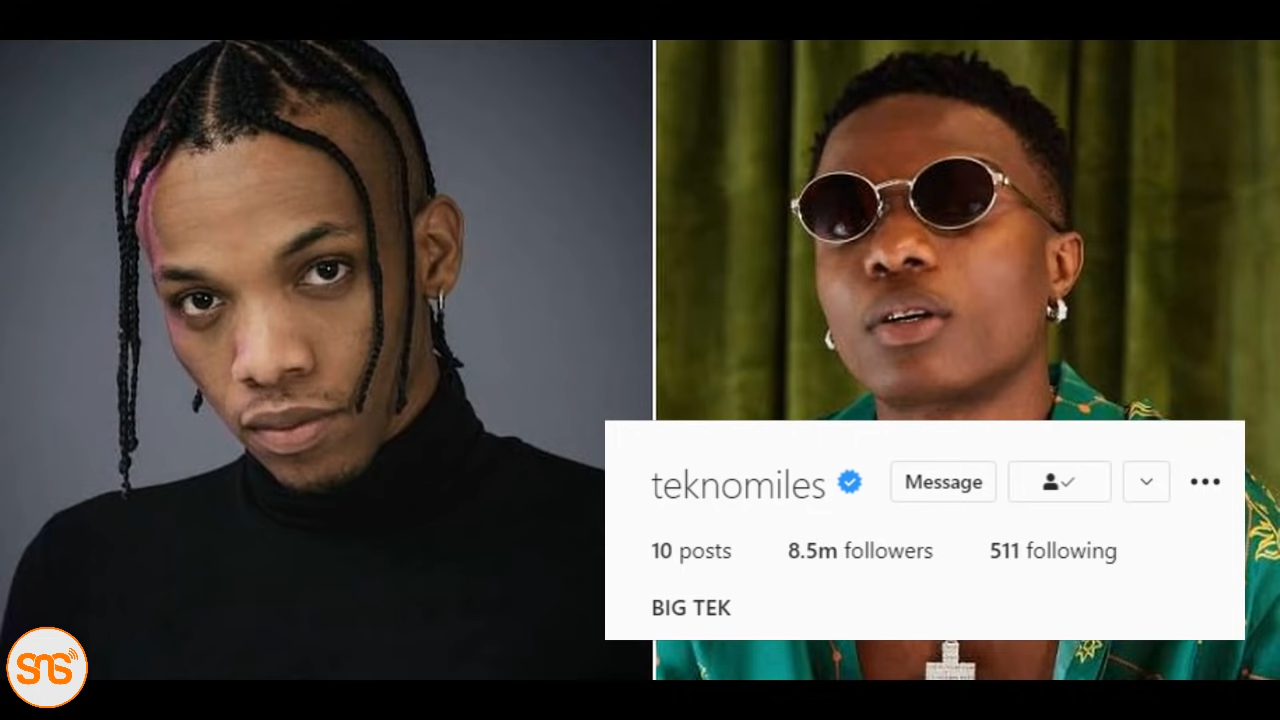 teknomiles
Message
10 posts 8.5m followers 511 following
BIG TEK
SNS